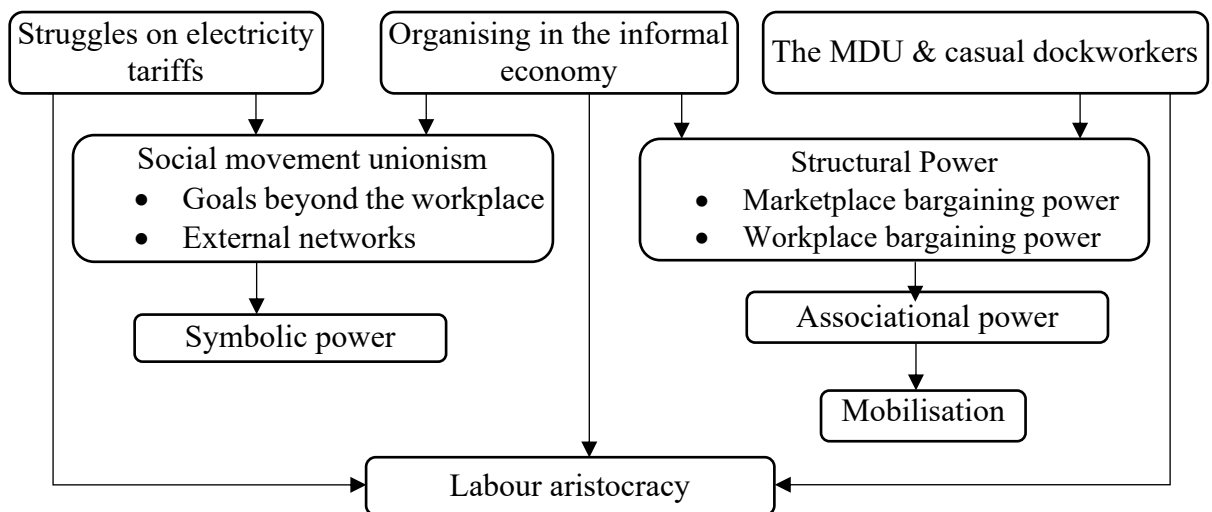 Struggles on electricity
tariffs
Organising in the informal
economy
The MDU & casual dockworkers
Social movement unionism
• Goals beyond the workplace
• External networks
Structural Power
• Marketplace bargaining power
• Workplace bargaining power
Symbolic power
Associational power
Mobilisation
Labour aristocracy